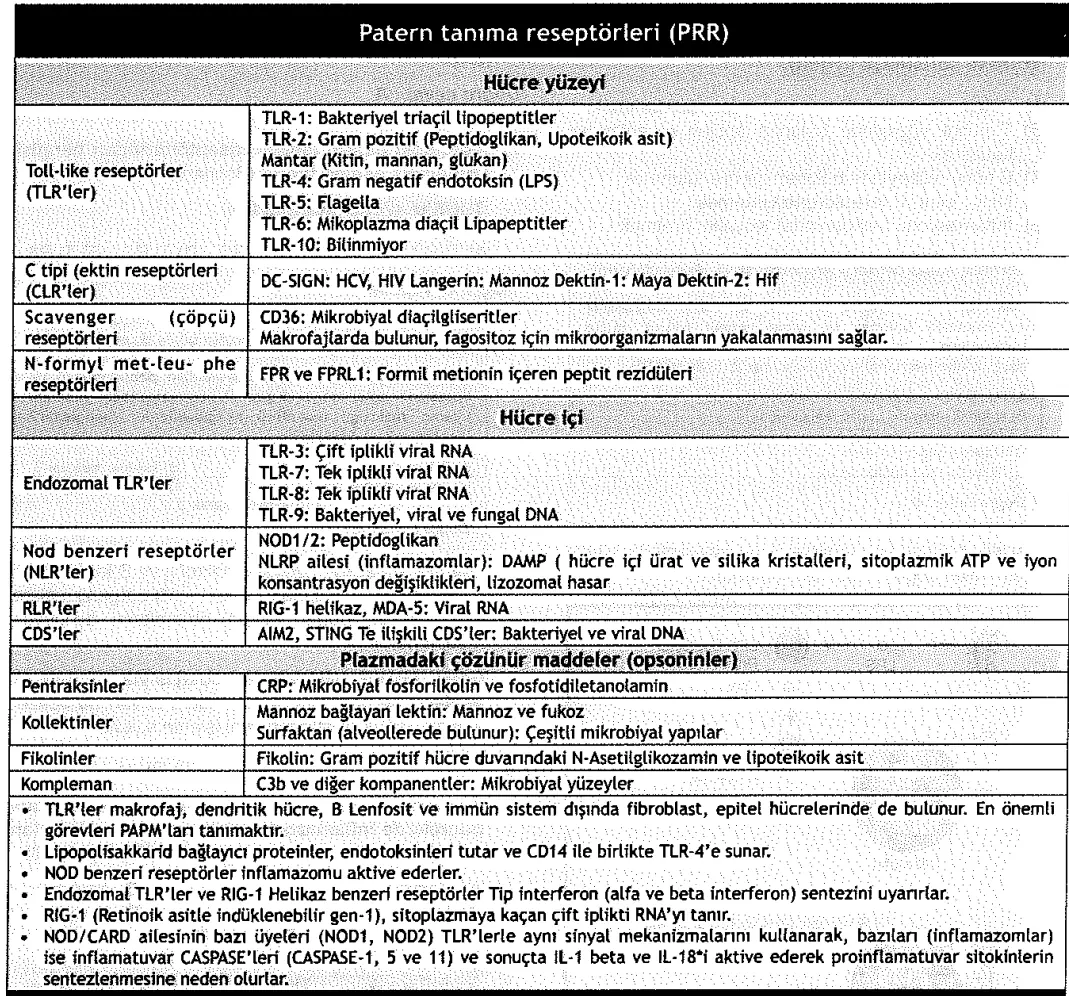 Patern tanıma reseptörleri (PRR)
Hücre yüzeyi
Toll-like reseptörler
(TLR'ler)
TLR-1: Bakteriyel triaçil lipopeptitler
TLR-2: Gram pozitif (Peptidoglikan, Upoteikoik asit)
Mantar (Kitin, mannan, glukan)
TLR-4: Gram negatif endotoksin (LPS)
TLR-5: Flagella
TLR-6: Mikoplazma diaçil Lipapeptitler
TLR-10: Bilinmiyor
C tipi (ektin reseptörleri
(CLR'ler)
DC-SIGN: HCV, HIV Langerin: Mannoz Dektin-1: Maya Dektin-2: Hif
Scavenger (çöpçü)
reseptörleri
CD36: Mikrobiyal diaçilgliseritler
Makrofajlarda bulunur, fagositoz için mikroorganizmaların yakalanmasını sağlar.
N-formyl met-leu- phe
reseptörleri
FPR ve FPRL1: Formil metionin içeren peptit rezidüleri
Hücre içi
Endozomal TLR'ler
TLR-3: Çift iplikli viral RNA
TLR-7: Tek iplikli viral RNA
TLR-8: Tek iplikli viral RNA
TLR-9: Bakteriyel, viral ve fungal DNA
Nod benzeri reseptörler
(NLR'ler)
NOD1/2: Peptidoglikan
NLRP ailesi (inflamazomlar): DAMP ( hücre içi ürat ve silika kristalleri, sitoplazmik ATP ve iyon
konsantrasyon değişiklikleri, lizozomal hasar
RLR'ler
RIG-1 helikaz, MDA-5: Viral RNA
CDS'ler
AIM2, STING Te ilişkili CDS'ler: Bakteriyel ve viral DNA
Plazmadaki çözünür maddeler (opsoninler)
Pentraksinler
CRP: Mikrobiyal fosforilkolin ve fosfotidiletanolamin
Kollektinler
Mannoz bağlayan lektin: Mannoz ve fukoz
Surfaktan (alveollerede bulunur): Çeşitli mikrobiyal yapılar
Fikolinler
Fikolin: Gram pozitif hücre duvarındaki N-Asetilglikozamin ve lipoteikoik asit
Kompleman
C3b ve diğer kompanentler: Mikrobiyal yüzeyler
• TLR'ler makrofaj, dendritik hücre, B Lenfosit ve immün sistem dışında fibroblast, epitel hücrelerinde de bulunur. En önemli
görevleri PAPM'ları tanımaktır.
• Lipopolisakkarid bağlayıcı proteinler, endotoksinleri tutar ve CD14 ile birlikte TLR-4'e sunar.
• NOD benzeri reseptörler inflamazomu aktive ederler.
• Endozomal TLR'ler ve RIG-1 Helikaz benzeri reseptörler Tip interferon (alfa ve beta interferon) sentezini uyarırlar.
• RIG-1 (Retinoik asitle indüklenebilir gen-1), sitoplazmaya kaçan çift iplikti RNA'yı tanır.
• NOD/CARD ailesinin bazı üyeleri (NOD1, NOD2) TLR'lerle aynı sinyal mekanizmalarını kullanarak, bazıları (inflamazomlar)
ise inflamatuvar CASPASE'leri (CASPASE-1, 5 ve 11) ve sonuçta IL-1 beta ve IL-18*i aktive ederek proinflamatuvar sitokinlerin
sentezlenmesine neden olurlar.